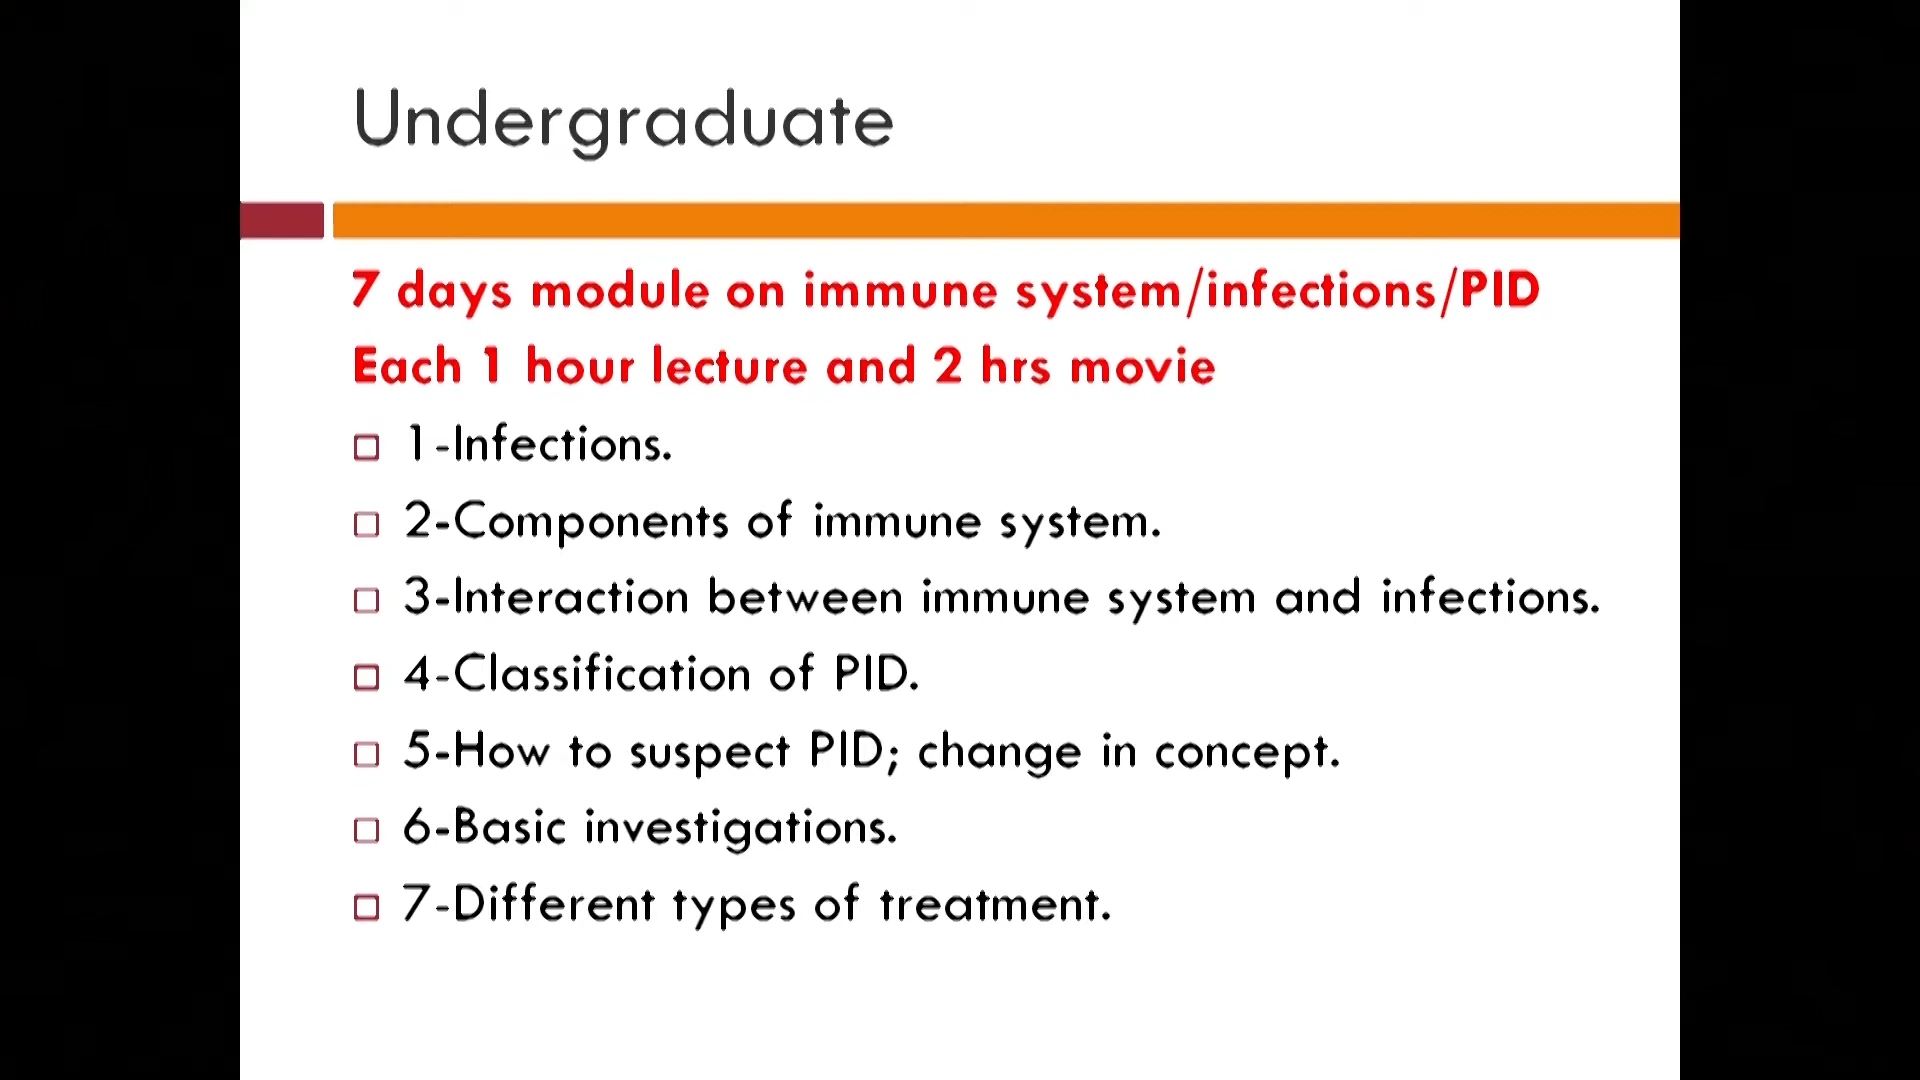 Undergraduate
7 days module on immune system/infections/PID
Each 1 hour lecture and 2 hrs movie
1-Infections.
2-Components of immune system.
3-Interaction between immune system and infections.
4-Classification of PID.
5-How to suspect PID; change in concept.
6-Basic investigations.
7-Different types of treatment.